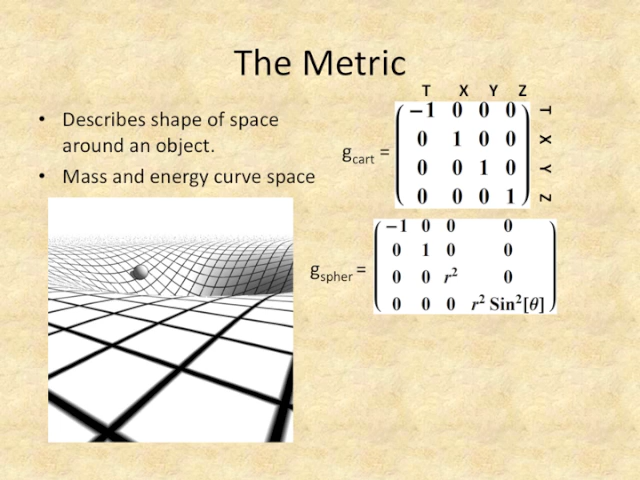 The Metric
• Describes shape of space
around an object.
• Mass and energy curve space
T X Y Z
g_cart =
−1 0 0 0 T
0 1 0 0 X
0 0 1 0 Y
0 0 0 1 Z
g_spher =
−1 0 0 0
0 1 0 0
0 0 r² 0
0 0 0 r² Sin²[θ]